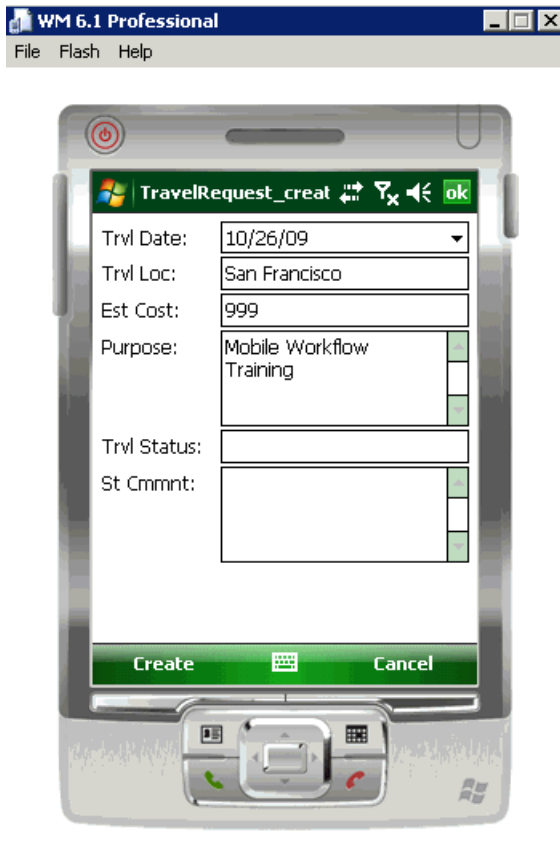 WM 6.1 Professional
File Flash Help
TravelRequest_creat ok
Trvl Date: 10/26/09
Trvl Loc: San Francisco
Est Cost: 999
Purpose: Mobile Workflow
Training
Trvl Status:
St Cmmnt:
Create Cancel